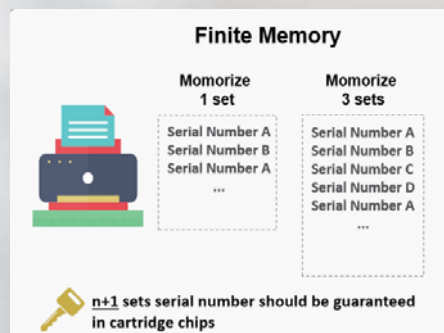 Finite Memory
Momorize
1 set
Serial Number A
Serial Number B
Serial Number A
...
Momorize
3 sets
Serial Number A
Serial Number B
Serial Number C
Serial Number D
Serial Number A
...
n+1 sets serial number should be guaranteed
in cartridge chips